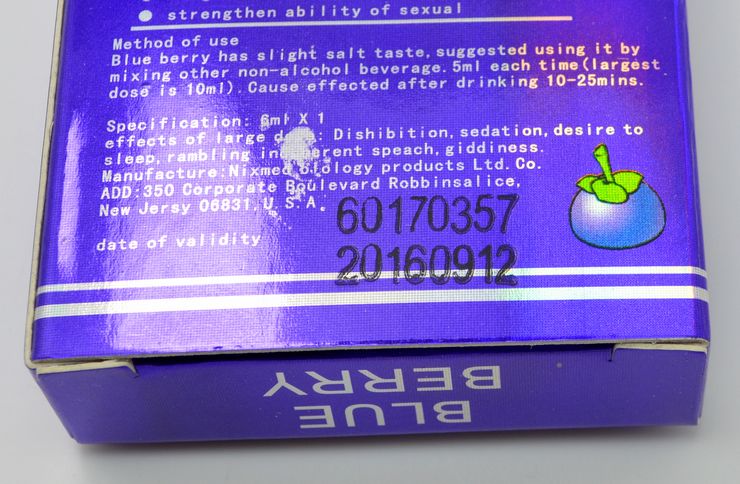 ● strengthen ability of sexual
Method of use
Blue berry has slight salt taste, suggested using it by
mixing other non-alcohol beverage. 5ml each time(largest
dose is 10ml). Cause effected after drinking 10-25mins.
Specification: 6ml X 1
effects of large : Dishibition, sedation, desire to
sleep, rambling speach, giddiness.
Manufacture: Nixmed biology products Ltd. Co.
ADD:350 Corporate Boulevard Robbinsalice,
New Jersy 06831, U.S.A.
60170357
date of validity
20160912
BLUE
BERRY